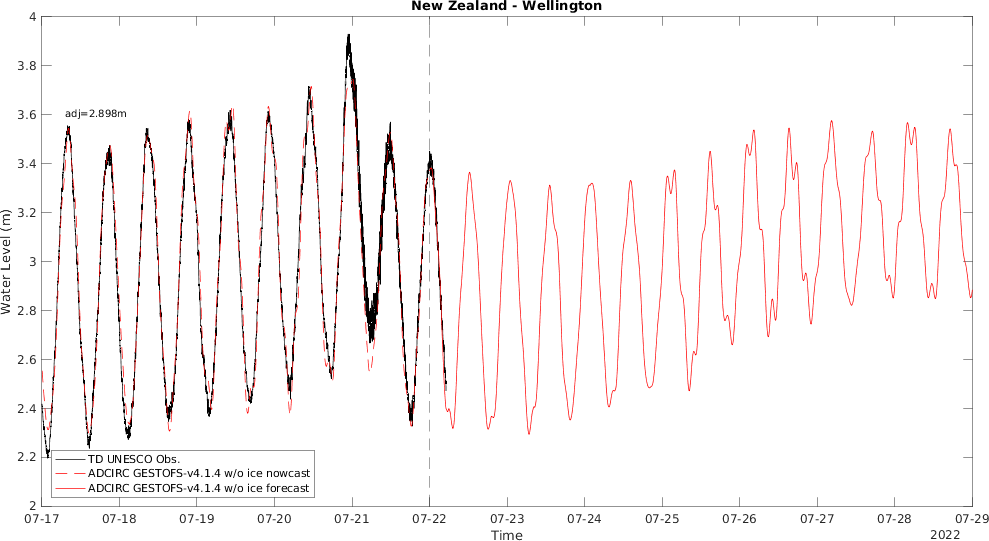 New Zealand - Wellington
4
3.8
3.6
3.4
3.2
3
2.8
2.6
2.4
2.2
2
Water Level (m)
adj=2.898m
TD UNESCO Obs.
ADCIRC GESTOFS-v4.1.4 w/o ice nowcast
ADCIRC GESTOFS-v4.1.4 w/o ice forecast
07-17 07-18 07-19 07-20 07-21 07-22 07-23 07-24 07-25 07-26 07-27 07-28 07-29
Time
2022